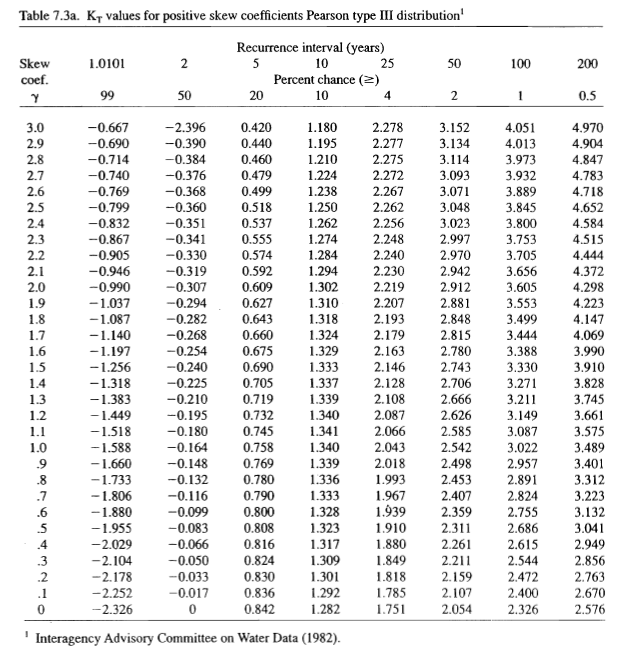 Table 7.3a. K_T values for positive skew coefficients Pearson type III distribution¹
Recurrence interval (years)
Skew 1.0101 2 5 10 25 50 100 200
coef. Percent chance (≥)
γ 99 50 20 10 4 2 1 0.5
3.0 −0.667 −2.396 0.420 1.180 2.278 3.152 4.051 4.970
2.9 −0.690 −0.390 0.440 1.195 2.277 3.134 4.013 4.904
2.8 −0.714 −0.384 0.460 1.210 2.275 3.114 3.973 4.847
2.7 −0.740 −0.376 0.479 1.224 2.272 3.093 3.932 4.783
2.6 −0.769 −0.368 0.499 1.238 2.267 3.071 3.889 4.718
2.5 −0.799 −0.360 0.518 1.250 2.262 3.048 3.845 4.652
2.4 −0.832 −0.351 0.537 1.262 2.256 3.023 3.800 4.584
2.3 −0.867 −0.341 0.555 1.274 2.248 2.997 3.753 4.515
2.2 −0.905 −0.330 0.574 1.284 2.240 2.970 3.705 4.444
2.1 −0.946 −0.319 0.592 1.294 2.230 2.942 3.656 4.372
2.0 −0.990 −0.307 0.609 1.302 2.219 2.912 3.605 4.298
1.9 −1.037 −0.294 0.627 1.310 2.207 2.881 3.553 4.223
1.8 −1.087 −0.282 0.643 1.318 2.193 2.848 3.499 4.147
1.7 −1.140 −0.268 0.660 1.324 2.179 2.815 3.444 4.069
1.6 −1.197 −0.254 0.675 1.329 2.163 2.780 3.388 3.990
1.5 −1.256 −0.240 0.690 1.333 2.146 2.743 3.330 3.910
1.4 −1.318 −0.225 0.705 1.337 2.128 2.706 3.271 3.828
1.3 −1.383 −0.210 0.719 1.339 2.108 2.666 3.211 3.745
1.2 −1.449 −0.195 0.732 1.340 2.087 2.626 3.149 3.661
1.1 −1.518 −0.180 0.745 1.341 2.066 2.585 3.087 3.575
1.0 −1.588 −0.164 0.758 1.340 2.043 2.542 3.022 3.489
.9 −1.660 −0.148 0.769 1.339 2.018 2.498 2.957 3.401
.8 −1.733 −0.132 0.780 1.336 1.993 2.453 2.891 3.312
.7 −1.806 −0.116 0.790 1.333 1.967 2.407 2.824 3.223
.6 −1.880 −0.099 0.800 1.328 1.939 2.359 2.755 3.132
.5 −1.955 −0.083 0.808 1.323 1.910 2.311 2.686 3.041
.4 −2.029 −0.066 0.816 1.317 1.880 2.261 2.615 2.949
.3 −2.104 −0.050 0.824 1.309 1.849 2.211 2.544 2.856
.2 −2.178 −0.033 0.830 1.301 1.818 2.159 2.472 2.763
.1 −2.252 −0.017 0.836 1.292 1.785 2.107 2.400 2.670
0 −2.326 0 0.842 1.282 1.751 2.054 2.326 2.576
¹ Interagency Advisory Committee on Water Data (1982).